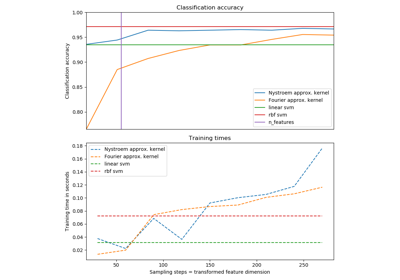 Classification accuracy
1.00
0.95
0.90
0.85
0.80
Classification accuracy
Nystroem approx. kernel
Fourier approx. kernel
linear svm
rbf svm
n_features
Training times
0.18
0.16
0.14
0.12
0.10
0.08
0.06
0.04
0.02
Training time in seconds
Nystroem approx. kernel
Fourier approx. kernel
linear svm
rbf svm
50
100
150
200
250
Sampling steps = transformed feature dimension